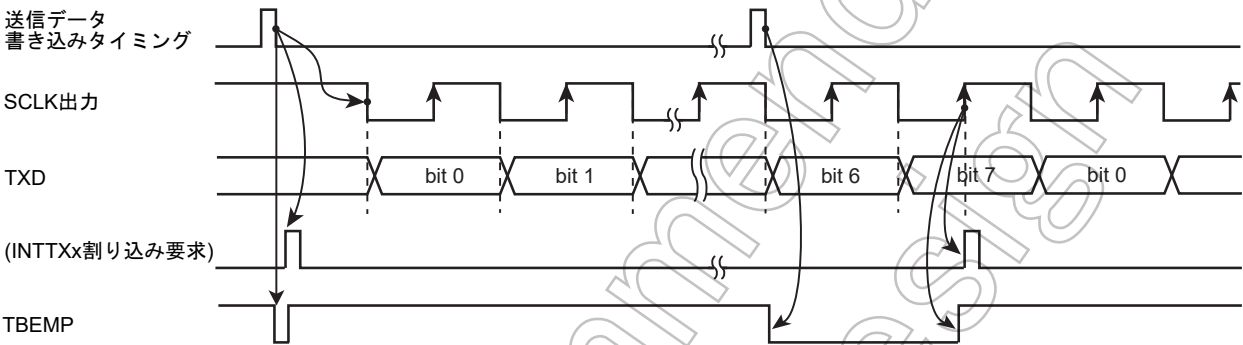 送信データ
書き込みタイミング
SCLK出力
TXD
bit 0
bit 1
bit 6
bit 7
bit 0
(INTTXx割り込み要求)
TBEMP